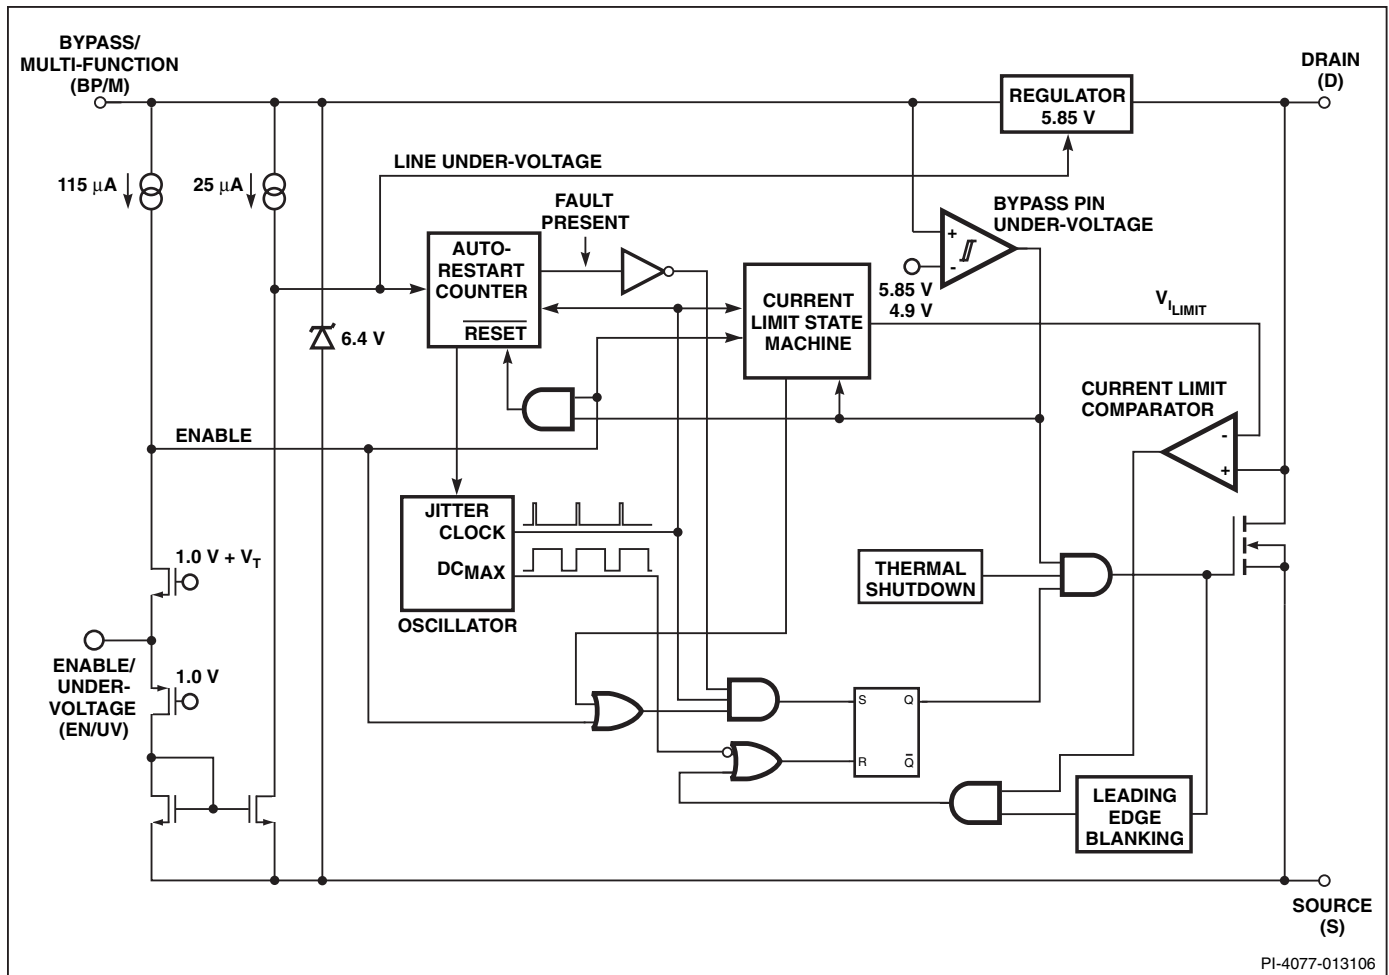 BYPASS/
MULTI-FUNCTION
(BP/M)
DRAIN
(D)
REGULATOR
5.85 V
LINE UNDER-VOLTAGE
115 μA
25 μA
FAULT
PRESENT
BYPASS PIN
UNDER-VOLTAGE
+
-
5.85 V
4.9 V
AUTO-
RESTART
COUNTER
RESET
CURRENT
LIMIT STATE
MACHINE
VILIMIT
6.4 V
CURRENT LIMIT
COMPARATOR
-
+
ENABLE
JITTER
CLOCK
DCMAX
OSCILLATOR
1.0 V + VT
THERMAL
SHUTDOWN
ENABLE/
UNDER-
VOLTAGE
(EN/UV)
1.0 V
S Q
R Q̅
LEADING
EDGE
BLANKING
SOURCE
(S)
PI-4077-013106